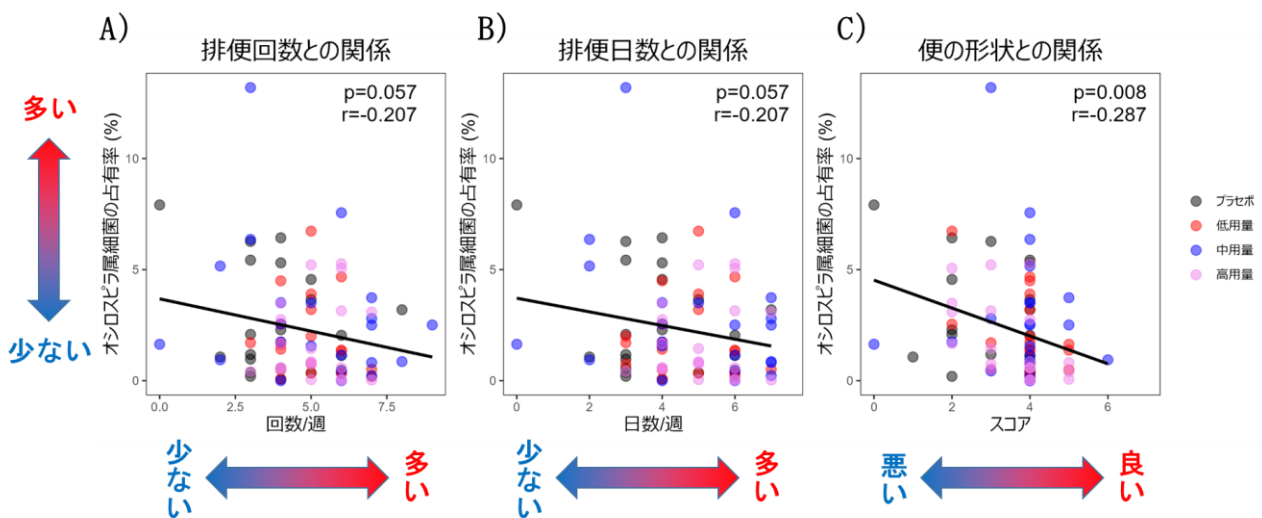 A)
排便回数との関係
p=0.057
r=-0.207
多い
少ない
オシロスピラ属細菌の占有率 (%)
10
5
0
0.0
2.5
5.0
7.5
回数/週
少ない
多い
B)
排便日数との関係
p=0.057
r=-0.207
オシロスピラ属細菌の占有率 (%)
10
5
0
0
2
4
6
日数/週
少ない
多い
C)
便の形状との関係
p=0.008
r=-0.287
オシロスピラ属細菌の占有率 (%)
10
5
0
0
2
4
6
スコア
悪い
良い
プラセボ
低用量
中用量
高用量